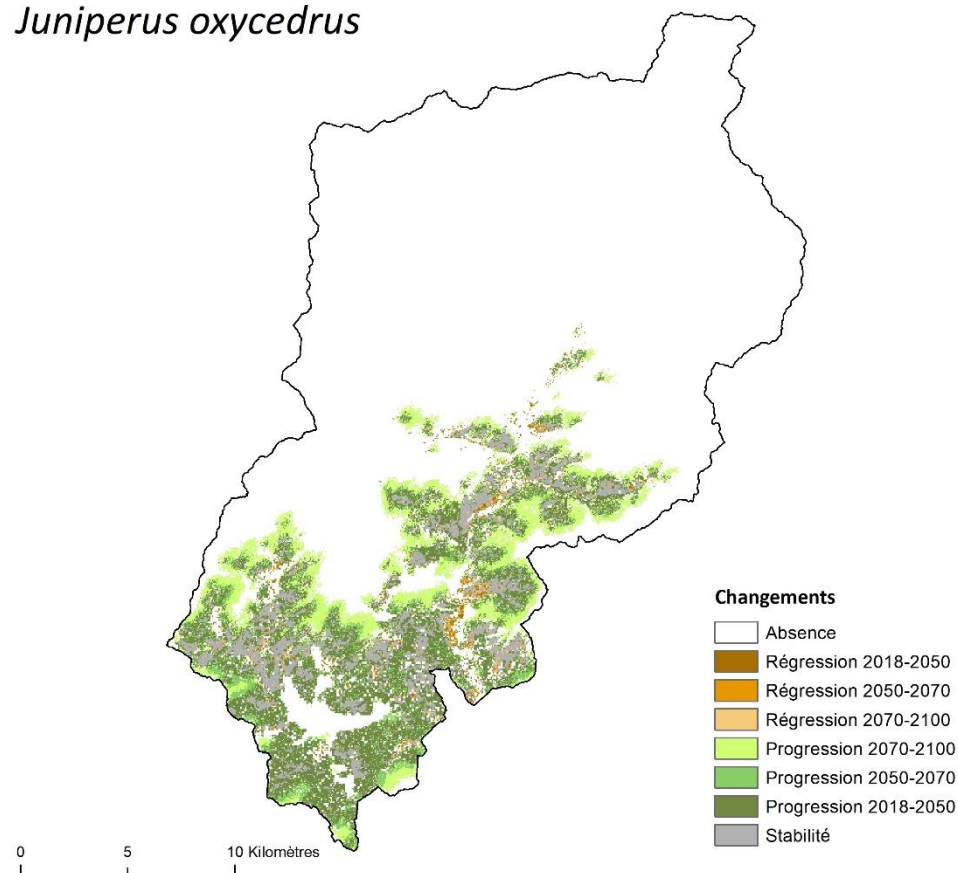 Juniperus oxycedrus
Changements
Absence
Régression 2018-2050
Régression 2050-2070
Régression 2070-2100
Progression 2070-2100
Progression 2050-2070
Progression 2018-2050
Stabilité
0 5 10 Kilomètres